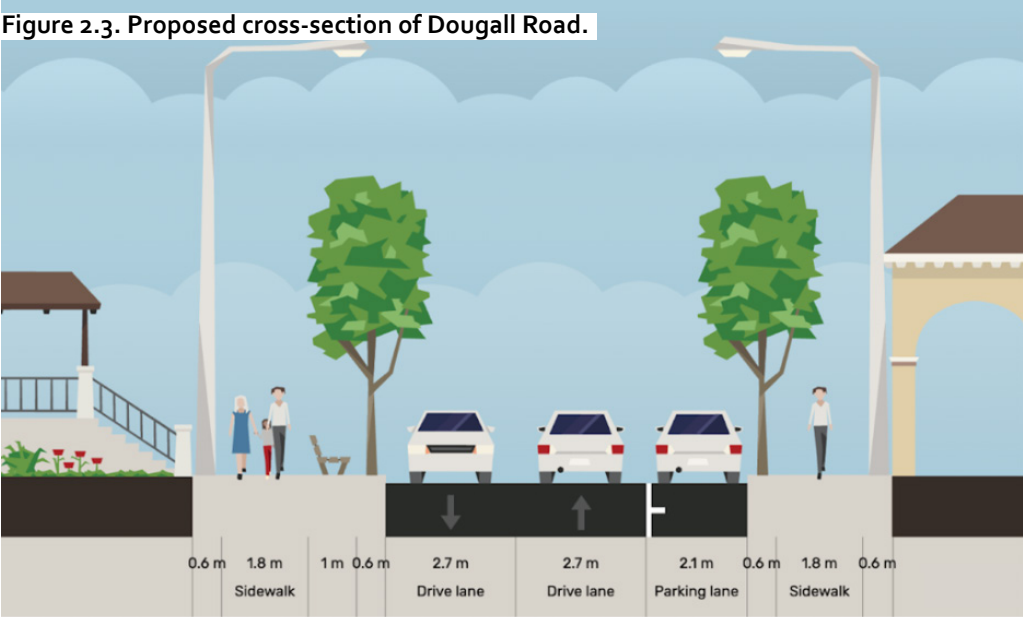 Figure 2.3. Proposed cross-section of Dougall Road.
0.6 m 1.8 m 1 m 0.6 m 2.7 m 2.7 m 2.1 m 0.6 m 1.8 m 0.6 m
Sidewalk Drive lane Drive lane Parking lane Sidewalk